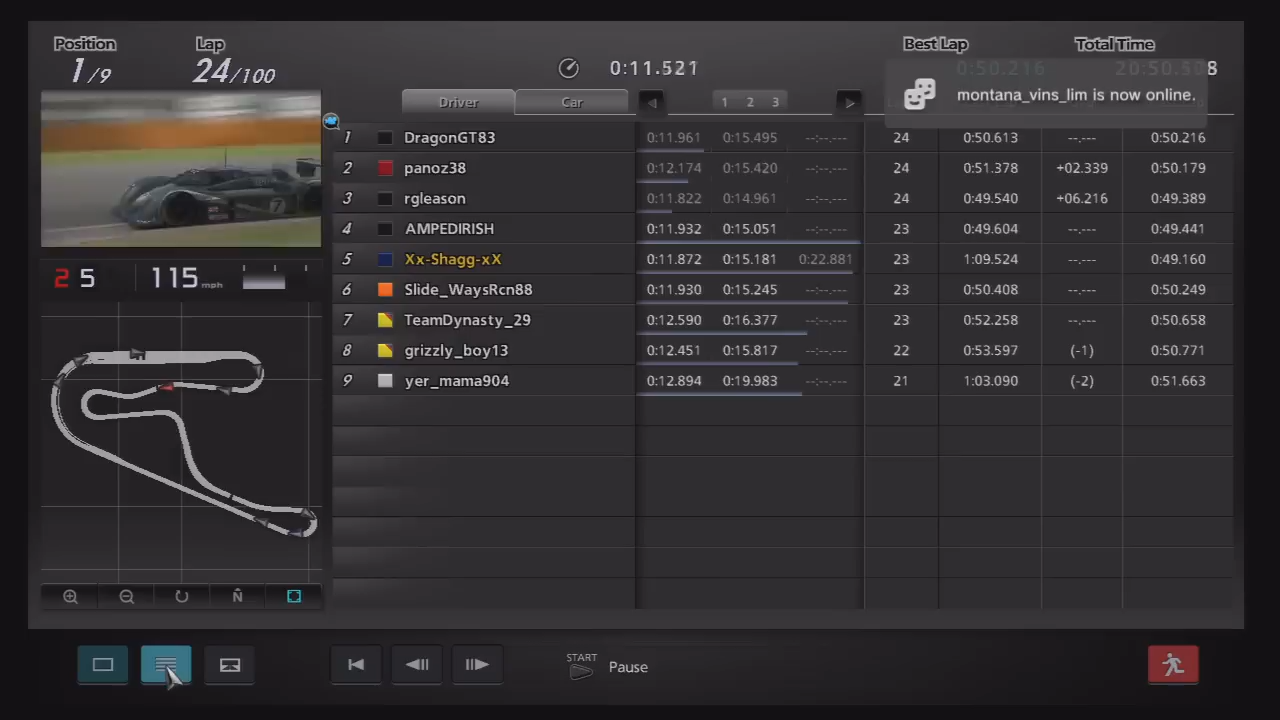 Position Lap Best Lap Total Time
1/9 24/100 0:11.521 0:50.216
montana_vins_lim is now online.
Driver Car 1 2 3
1 DragonGT83 0:11.961 0:15.495 --:--.--- 24 0:50.613 --.--- 0:50.216
2 panoz38 0:12.174 0:15.420 --:--.--- 24 0:51.378 +02.339 0:50.179
3 rgleason 0:11.822 0:14.961 --:--.--- 24 0:49.540 +06.216 0:49.389
4 AMPEDIRISH 0:11.932 0:15.051 --:--.--- 23 0:49.604 --.--- 0:49.441
5 Xx-Shagg-xX 0:11.872 0:15.181 0:22.881 23 1:09.524 --.--- 0:49.160
6 Slide_WaysRcn88 0:11.930 0:15.245 --:--.--- 23 0:50.408 --.--- 0:50.249
7 TeamDynasty_29 0:12.590 0:16.377 --:--.--- 23 0:52.258 --.--- 0:50.658
8 grizzly_boy13 0:12.451 0:15.817 --:--.--- 22 0:53.597 (-1) 0:50.771
9 yer_mama904 0:12.894 0:19.983 --:--.--- 21 1:03.090 (-2) 0:51.663
7
2 5 115 mph
N
START Pause